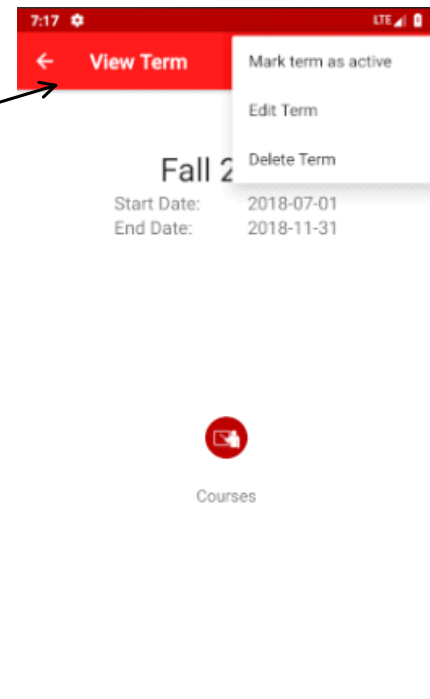 7:17 LTE
View Term
Mark term as active
Edit Term
Delete Term
Fall 2
Start Date: 2018-07-01
End Date: 2018-11-31
Courses